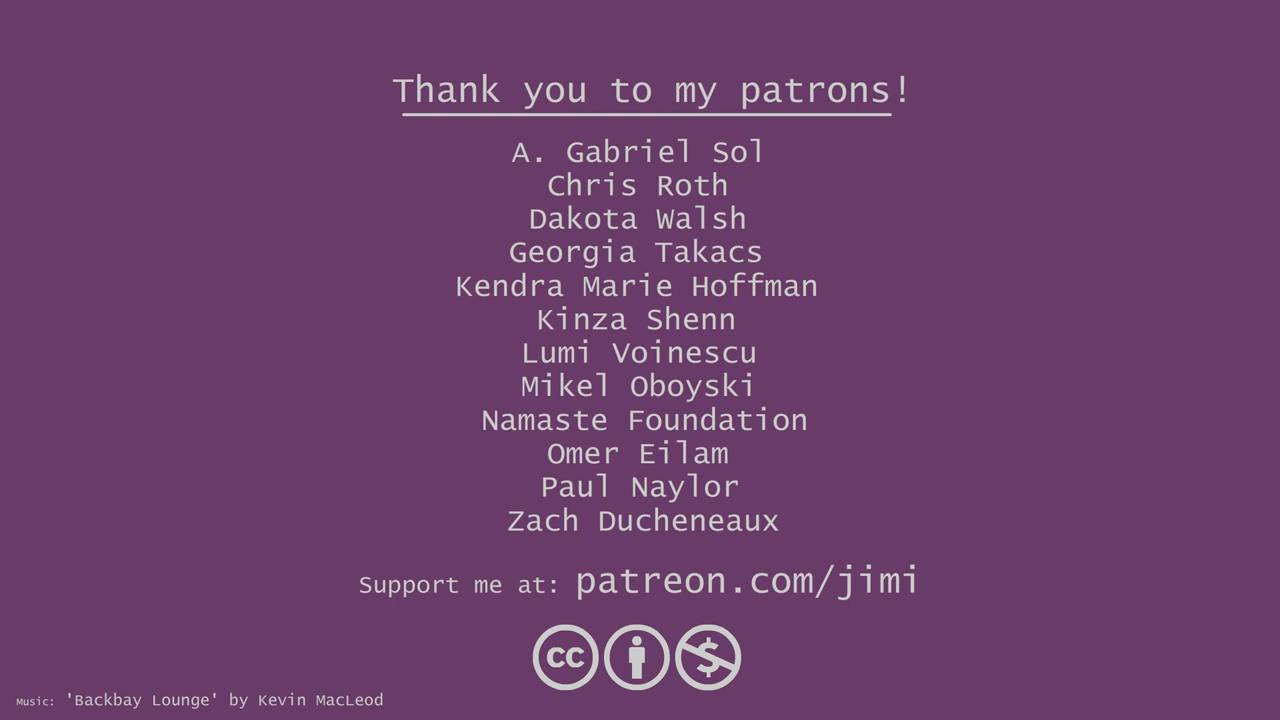 Thank you to my patrons!
A. Gabriel Sol
Chris Roth
Dakota Walsh
Georgia Takacs
Kendra Marie Hoffman
Kinza Shenn
Lumi Voinescu
Mikel Oboyski
Namaste Foundation
Omer Eilam
Paul Naylor
Zach Ducheneaux
Support me at: patreon.com/jimi
cc $
Music: 'Backbay Lounge' by Kevin MacLeod